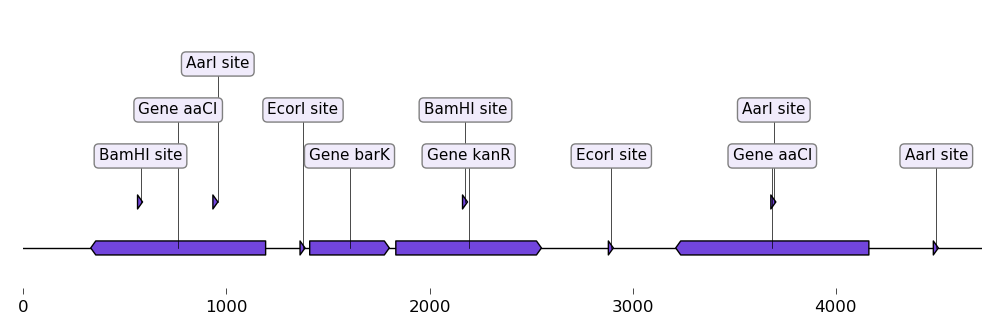 AarI site
Gene aaCI
EcorI site
BamHI site
AarI site
BamHI site
Gene barK
Gene kanR
EcorI site
Gene aaCI
AarI site
0
1000
2000
3000
4000